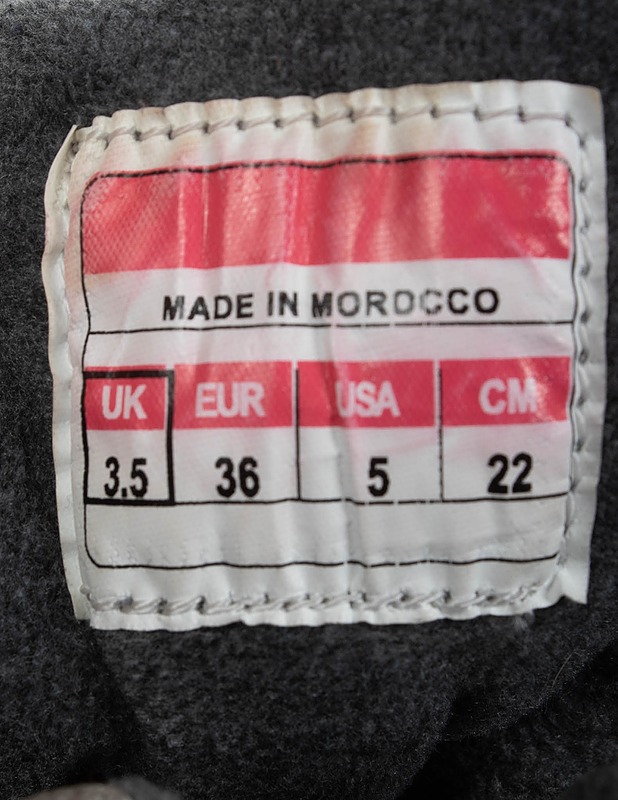 MADE IN MOROCCO
UK EUR USA CM
3.5 36 5 22